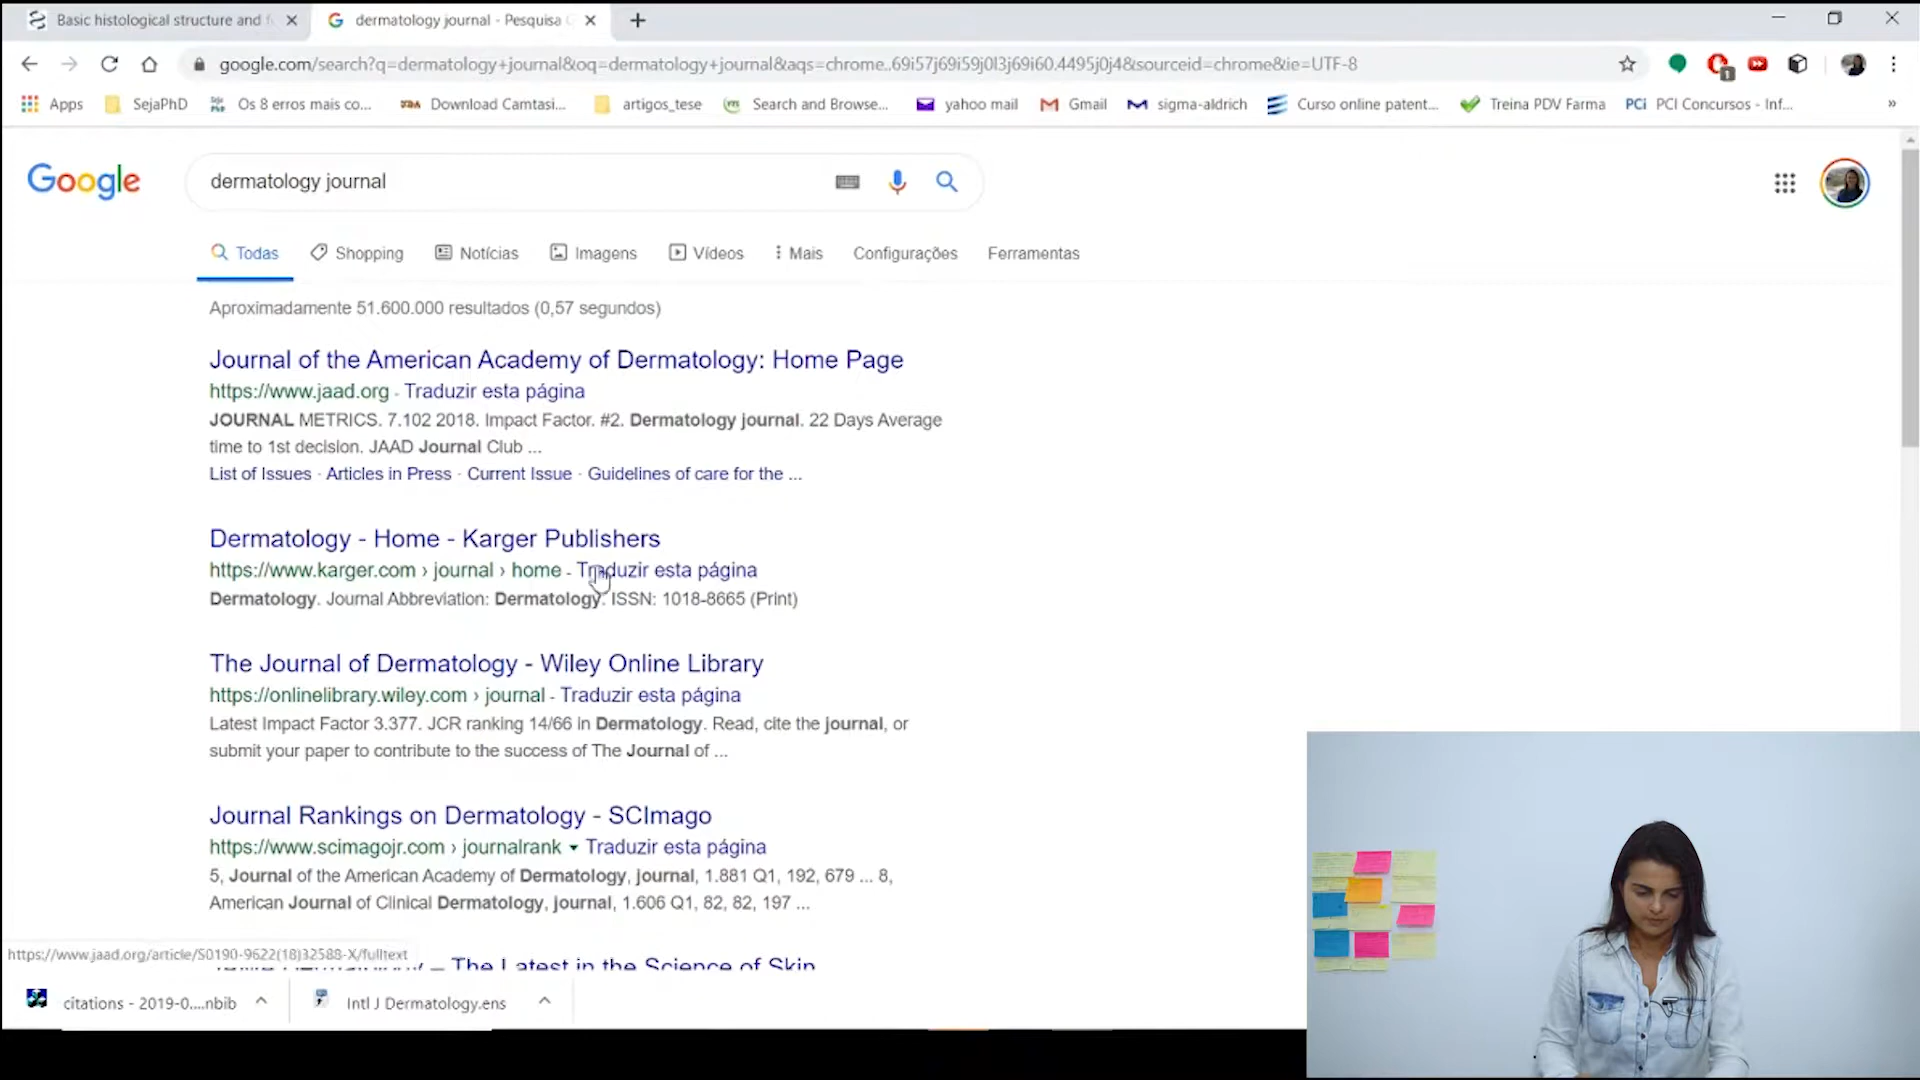 Basic histological structure and f
dermatology journal - Pesquisa
google.com/search?q=dermatology+journal&oq=dermatology+journal&aqs=chrome..69i57j69i59j0l3j69i60.4495j0j4&sourceid=chrome&ie=UTF-8
1
Apps SejaPhD Os 8 erros mais co... Download Camtasi... artigos_tese Search and Browse... yahoo mail Gmail sigma-aldrich Curso online patent... Treina PDV Farma PCi PCI Concursos - Inf... »
Google
dermatology journal
Todas Shopping Notícias Imagens Vídeos Mais Configurações Ferramentas
Aproximadamente 51.600.000 resultados (0,57 segundos)
Journal of the American Academy of Dermatology: Home Page
https://www.jaad.org - Traduzir esta página
JOURNAL METRICS. 7.102 2018. Impact Factor. #2. Dermatology journal. 22 Days Average
time to 1st decision. JAAD Journal Club ...
List of Issues · Articles in Press · Current Issue · Guidelines of care for the ...
Dermatology - Home - Karger Publishers
https://www.karger.com › journal › home - Traduzir esta página
Dermatology. Journal Abbreviation: Dermatology. ISSN: 1018-8665 (Print)
The Journal of Dermatology - Wiley Online Library
https://onlinelibrary.wiley.com › journal - Traduzir esta página
Latest Impact Factor 3.377. JCR ranking 14/66 in Dermatology. Read, cite the journal, or
submit your paper to contribute to the success of The Journal of ...
Journal Rankings on Dermatology - SCImago
https://www.scimagojr.com › journalrank Traduzir esta página
5, Journal of the American Academy of Dermatology, journal, 1.881 Q1, 192, 679 ... 8,
American Journal of Clinical Dermatology, journal, 1.606 Q1, 82, 82, 197 ...
https://www.jaad.org/article/S0190-9622(18)32588-X/fulltext
The Latest in the Science of Skin
citations - 2019-0....nbib
Intl J Dermatology.ens